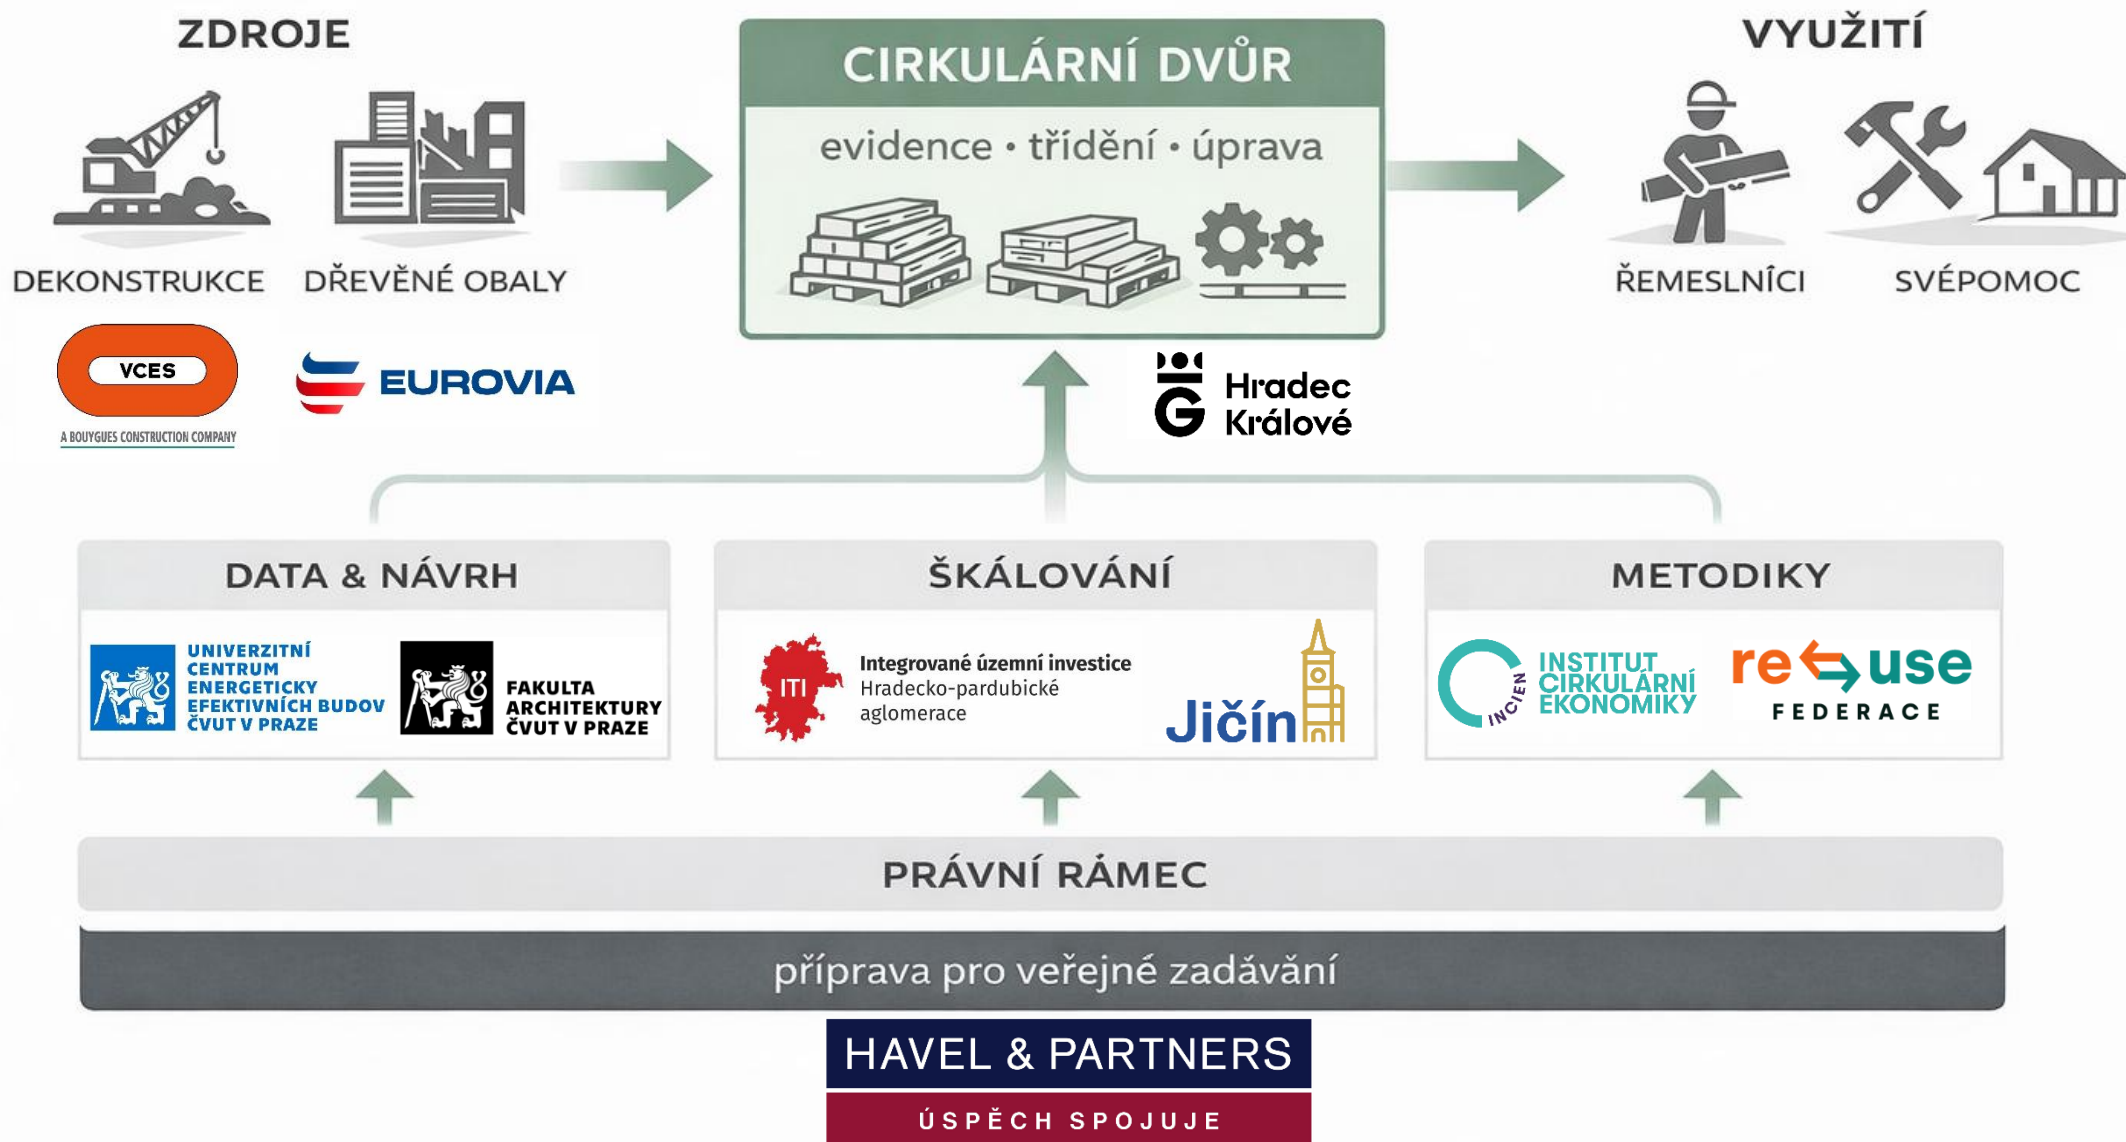 ZDROJE
CIRKULÁRNÍ DVŮR
VYUŽITÍ
evidence • třídění • úprava
DEKONSTRUKCE
DŘEVĚNÉ OBALY
ŘEMESLNÍCI
SVÉPOMOC
VCES
A BOUYGUES CONSTRUCTION COMPANY
EUROVIA
Hradec
Králové
DATA & NÁVRH
UNIVERZITNÍ
CENTRUM
ENERGETICKY
EFEKTIVNÍCH BUDOV
ČVUT V PRAZE
FAKULTA
ARCHITEKTURY
ČVUT V PRAZE
ŠKÁLOVÁNÍ
ITI
Integrované územní investice
Hradecko-pardubické
aglomerace
Jičín
METODIKY
INCIEN
INSTITUT
CIRKULÁRNÍ
EKONOMIKY
re use
FEDERACE
PRÁVNÍ RÁMEC
příprava pro veřejné zadávăní
HAVEL & PARTNERS
ÚSPĚCH SPOJUJE